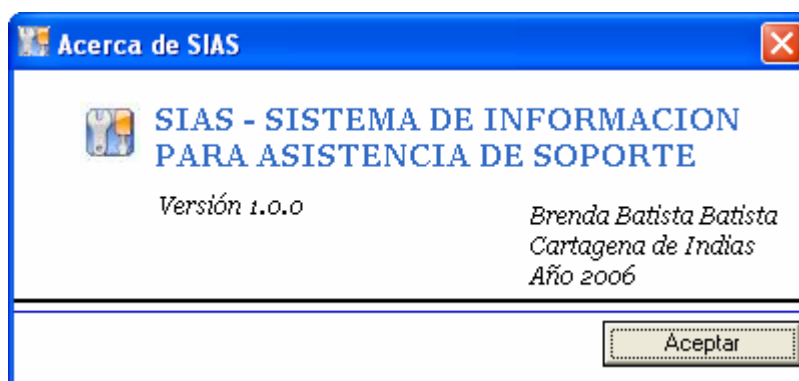 Acerca de SIAS
SIAS - SISTEMA DE INFORMACION
PARA ASISTENCIA DE SOPORTE
Versión 1.0.0
Brenda Batista Batista
Cartagena de Indias
Año 2006
Aceptar